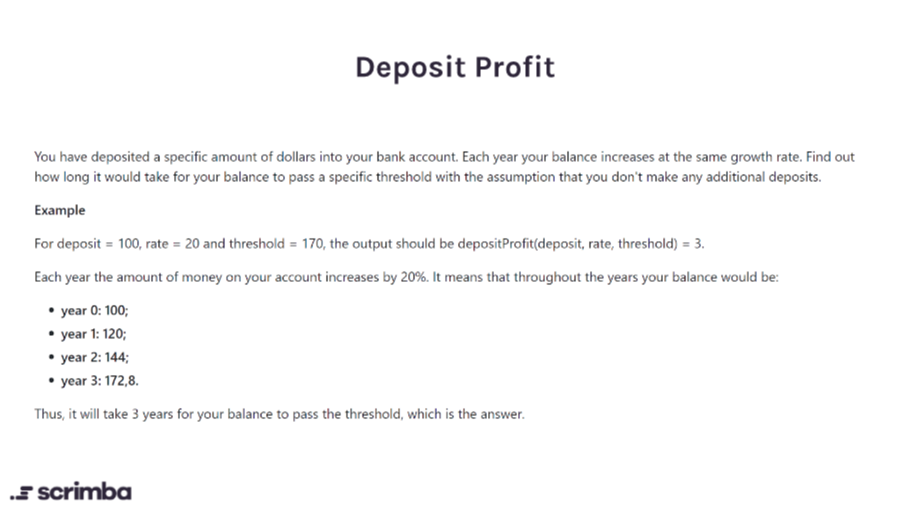 Deposit Profit
You have deposited a specific amount of dollars into your bank account. Each year your balance increases at the same growth rate. Find out
how long it would take for your balance to pass a specific threshold with the assumption that you don't make any additional deposits.
Example
For deposit = 100, rate = 20 and threshold = 170, the output should be depositProfit(deposit, rate, threshold) = 3.
Each year the amount of money on your account increases by 20%. It means that throughout the years your balance would be:
• year 0: 100;
• year 1: 120;
• year 2: 144;
• year 3: 172,8.
Thus, it will take 3 years for your balance to pass the threshold, which is the answer.
scrimba